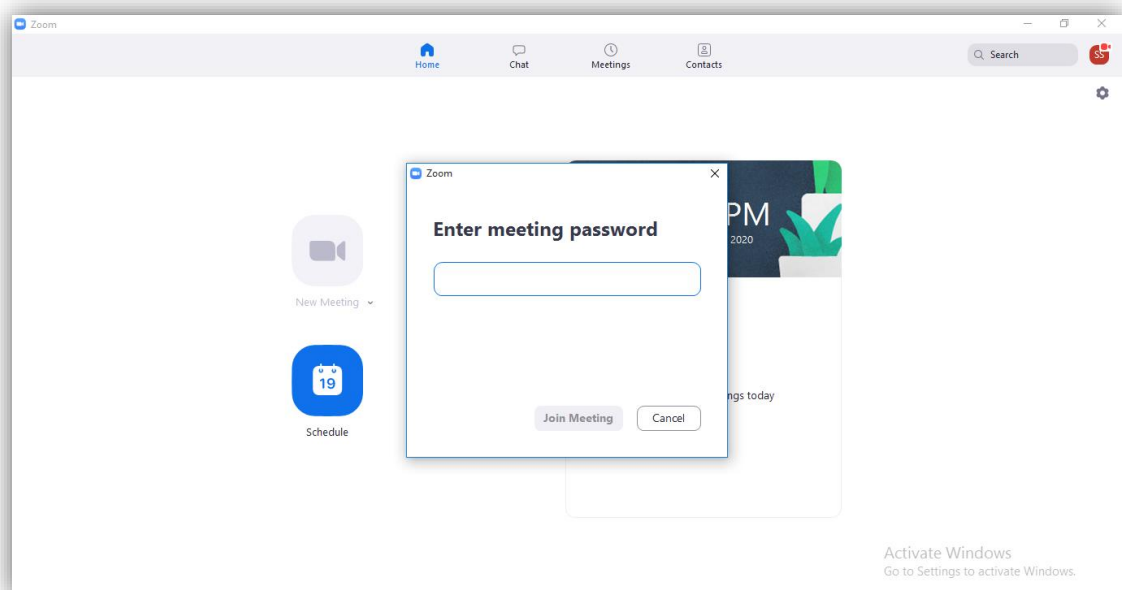 Zoom
Home
Chat
Meetings
Contacts
Search
SS
Zoom
Enter meeting password
PM
2020
New Meeting
19
Schedule
ngs today
Join Meeting
Cancel
Activate Windows
Go to Settings to activate Windows.